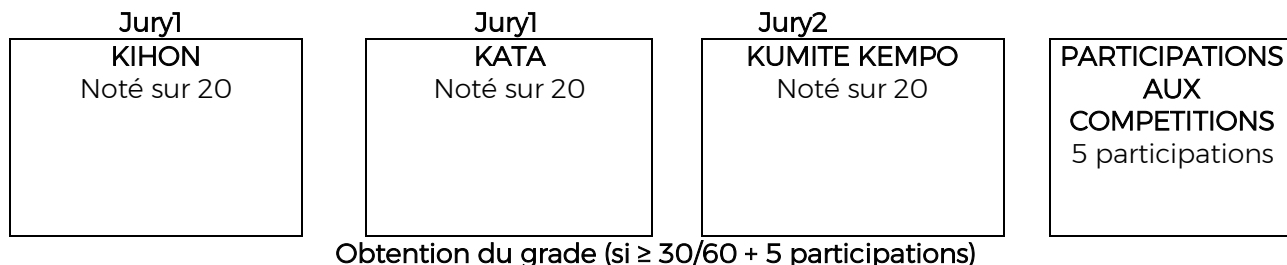 Jury1
KIHON
Noté sur 20
Jury1
KATA
Noté sur 20
Jury2
KUMITE KEMPO
Noté sur 20
PARTICIPATIONS
AUX
COMPETITIONS
5 participations
Obtention du grade (si ≥ 30/60 + 5 participations)